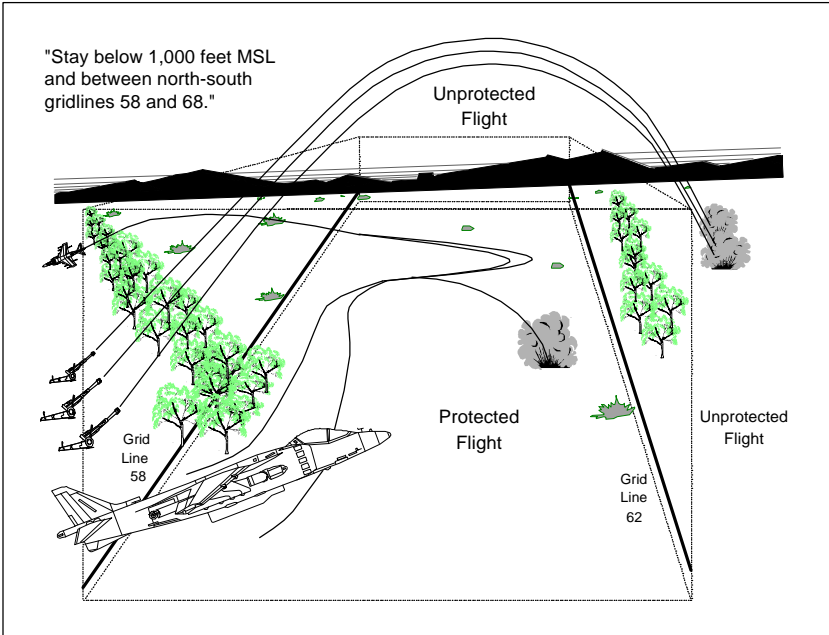 "Stay below 1,000 feet MSL
and between north-south
gridlines 58 and 68."
Unprotected
Flight
Protected
Flight
Unprotected
Flight
Grid
Line
58
Grid
Line
62